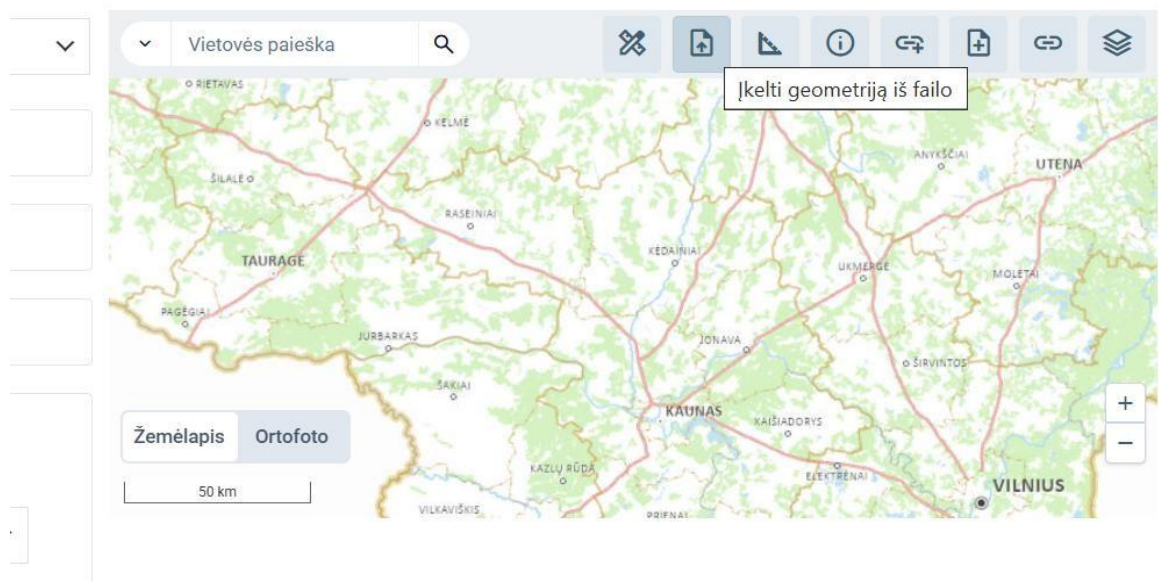 Vietovės paieška
Įkelti geometriją iš failo
RIETAVAS
KELMĖ
ANYKŠČIAI
UTENA
ŠILALĖ
RASEINIAI
KĖDAINIAI
TAURAGĖ
UKMERGĖ
MOLĖTAI
PAGĖGIAI
JURBARKAS
JONAVA
ŠIRVINTOS
ŠAKIAI
+
KAUNAS
KAIŠIADORYS
Žemėlapis Ortofoto
−
KAZLŲ RŪDA
ELEKTRĖNAI
50 km
VILNIUS
VILKAVIŠKIS
PRIENAI